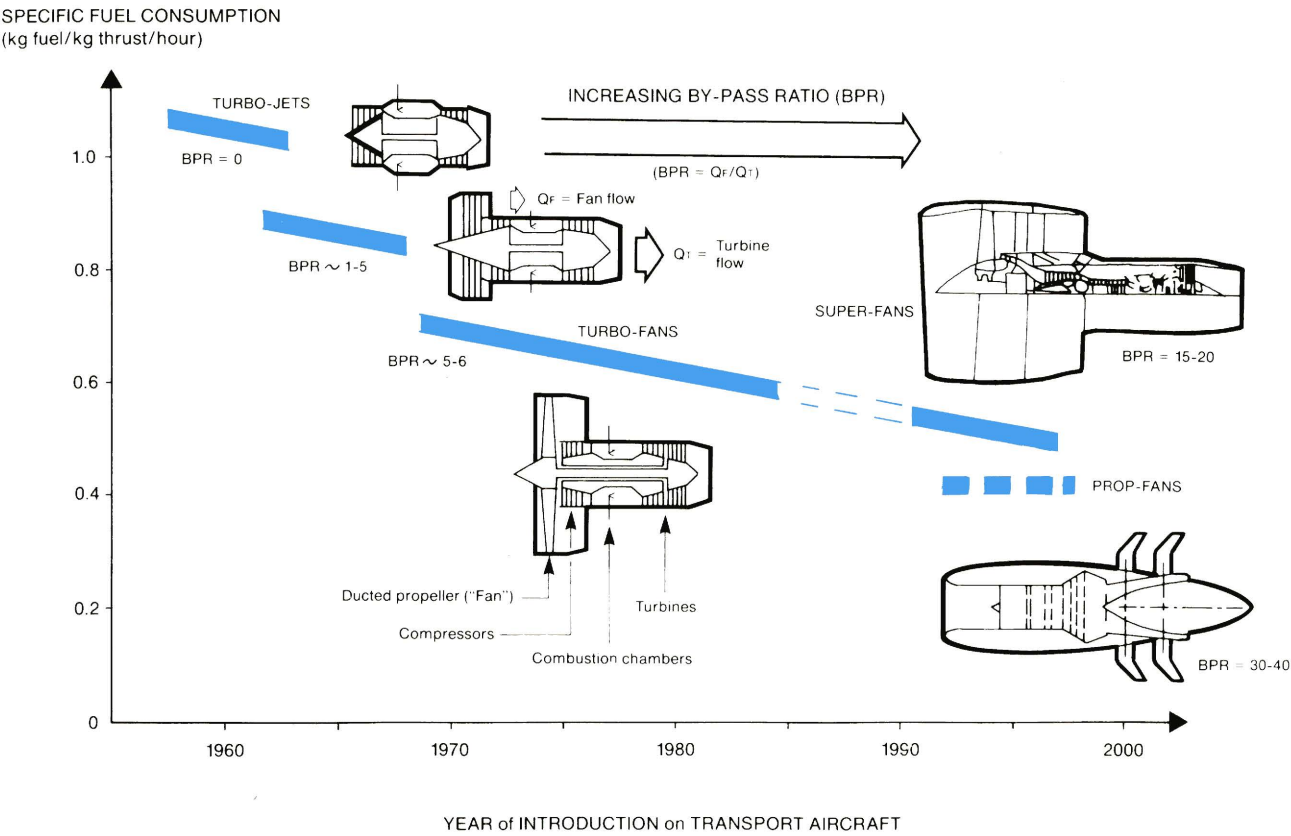 SPECIFIC FUEL CONSUMPTION
(kg fuel/kg thrust/hour)
TURBO-JETS
BPR = 0
INCREASING BY-PASS RATIO (BPR)
(BPR = QF/QT)
1.0
QF = Fan flow
BPR ~ 1-5
QT = Turbine
flow
0.8
SUPER-FANS
TURBO-FANS
BPR ~ 5-6
BPR = 15-20
0.6
0.4
PROP-FANS
Ducted propeller ("Fan")
Turbines
0.2
Compressors
Combustion chambers
BPR = 30-40
0
1960
1970
1980
1990
2000
YEAR of INTRODUCTION on TRANSPORT AIRCRAFT